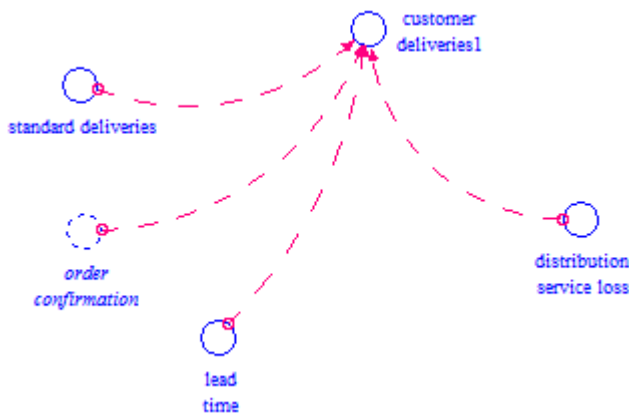 customer
deliveries1
standard deliveries
order
confirmation
distribution
service loss
lead
time